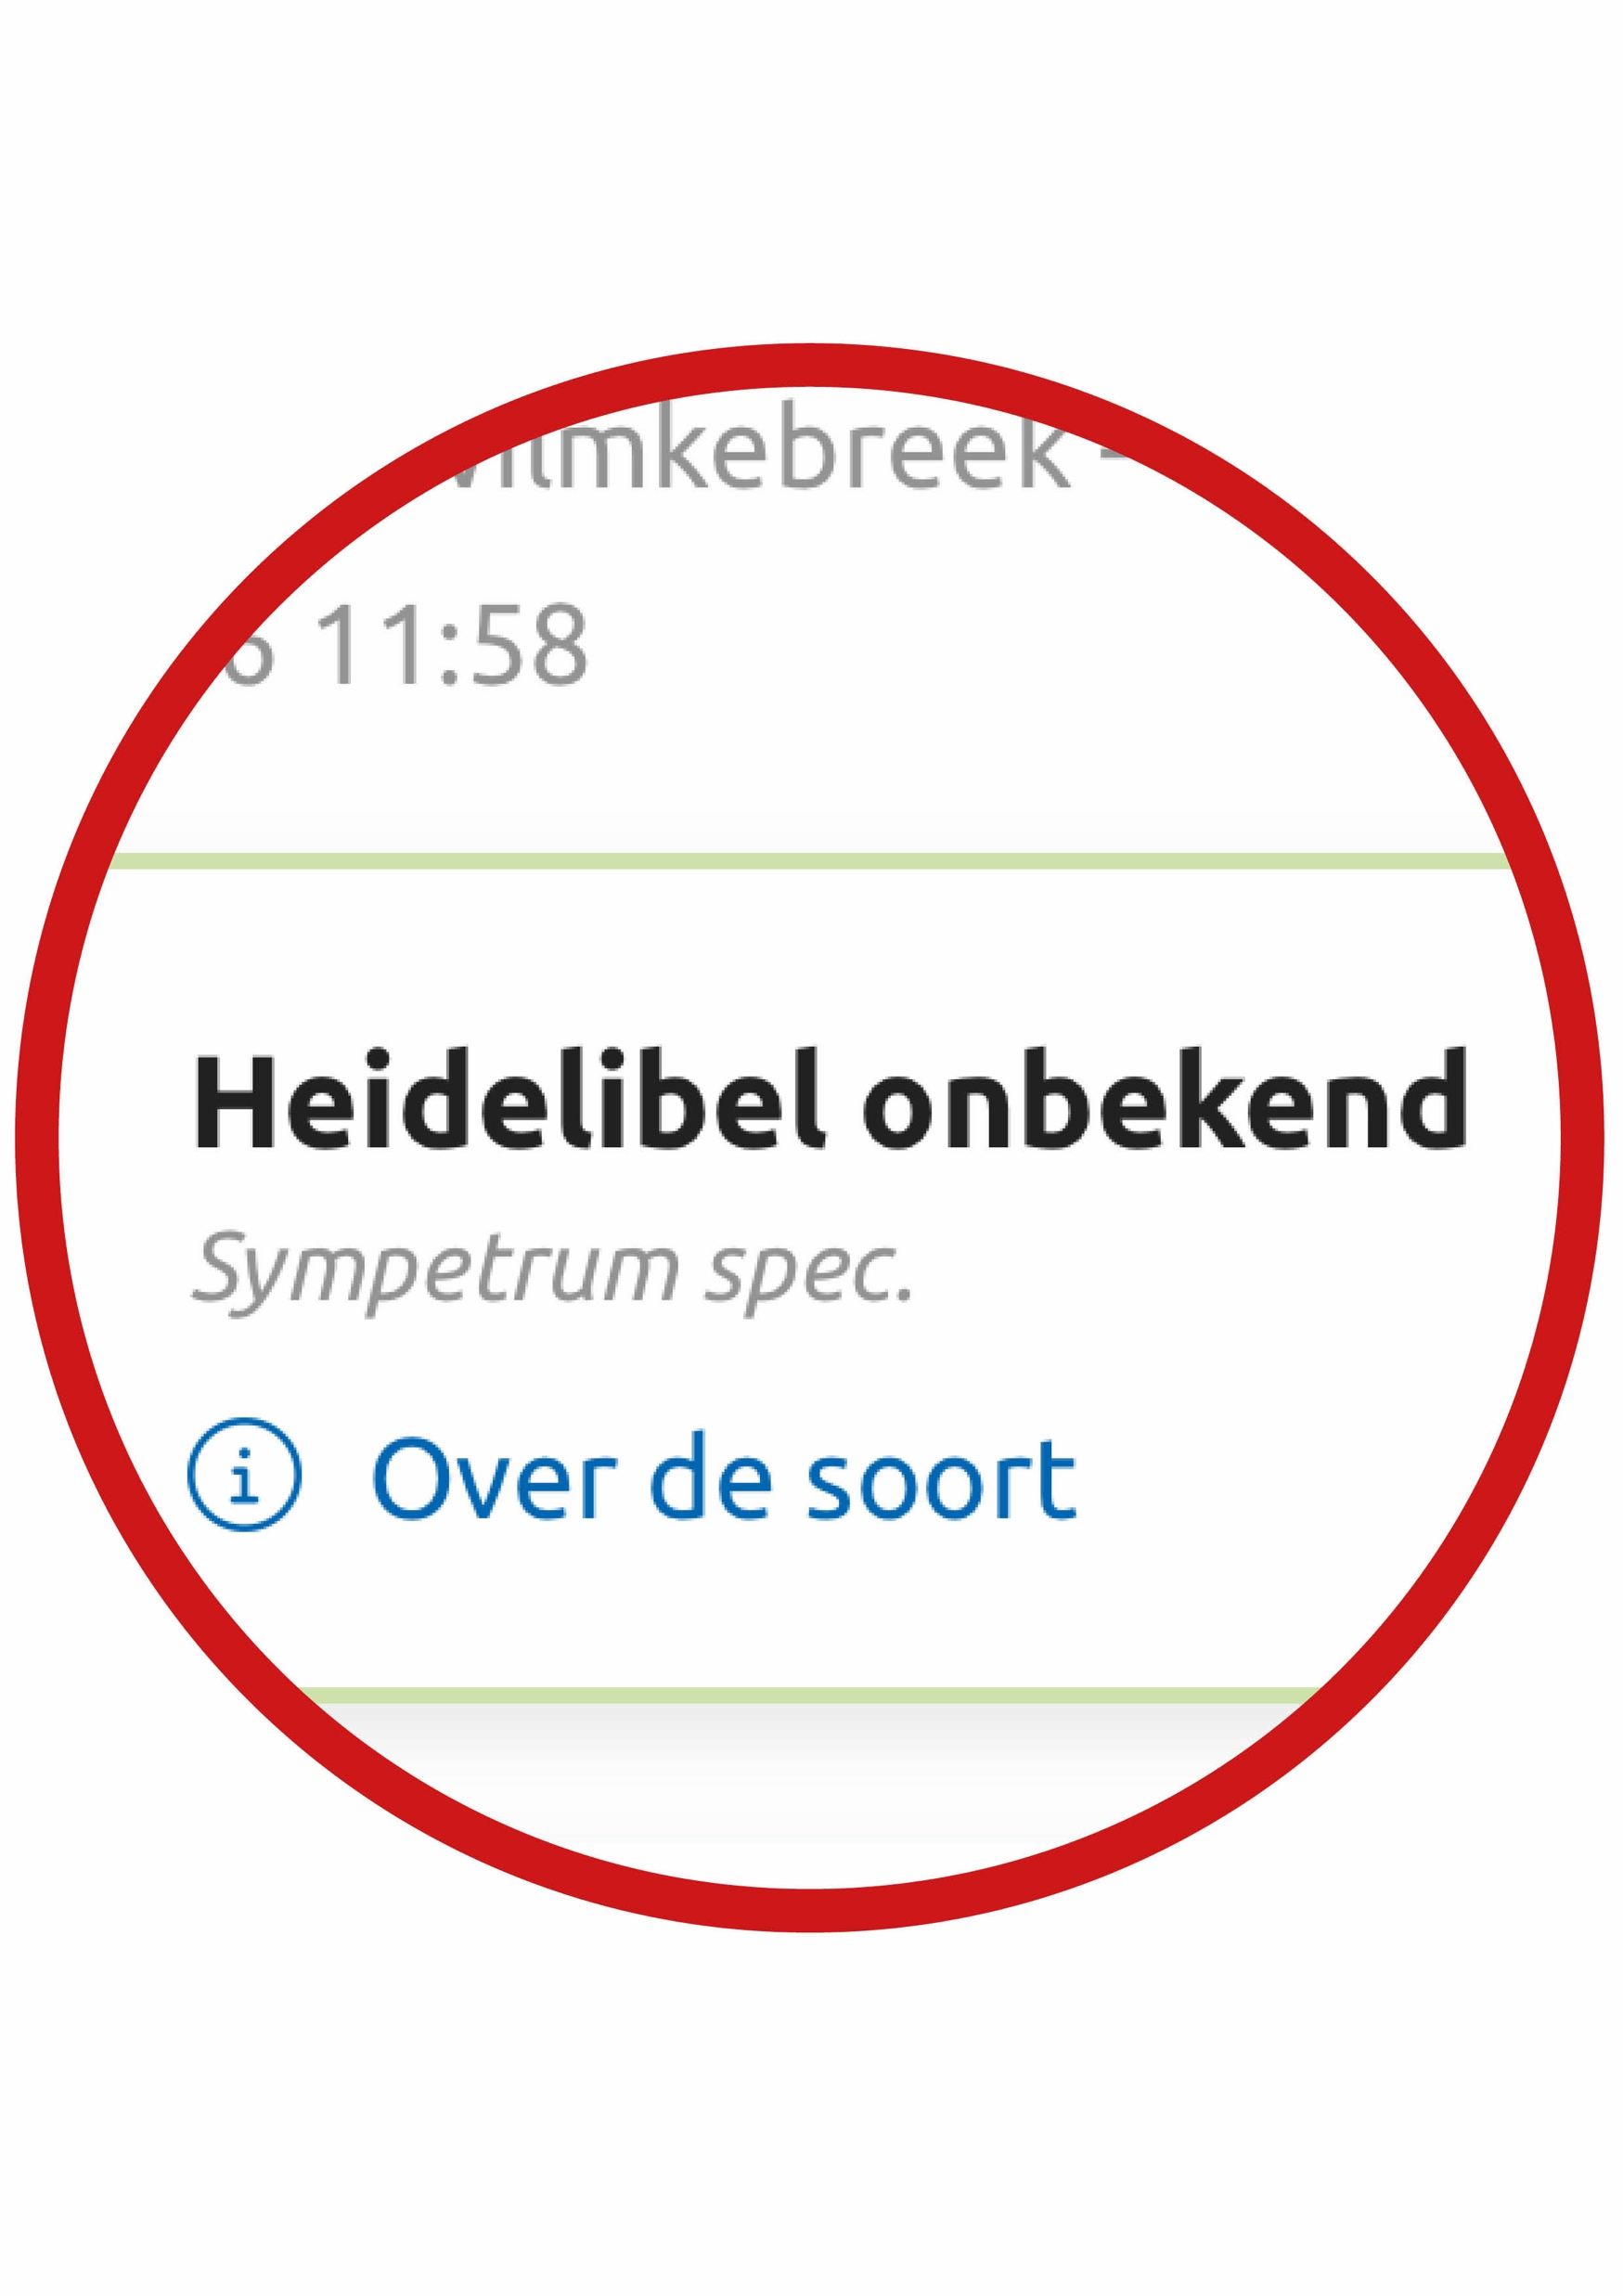 11:58
Heidelibel onbekend
Sympetrum spec.
Over de soort